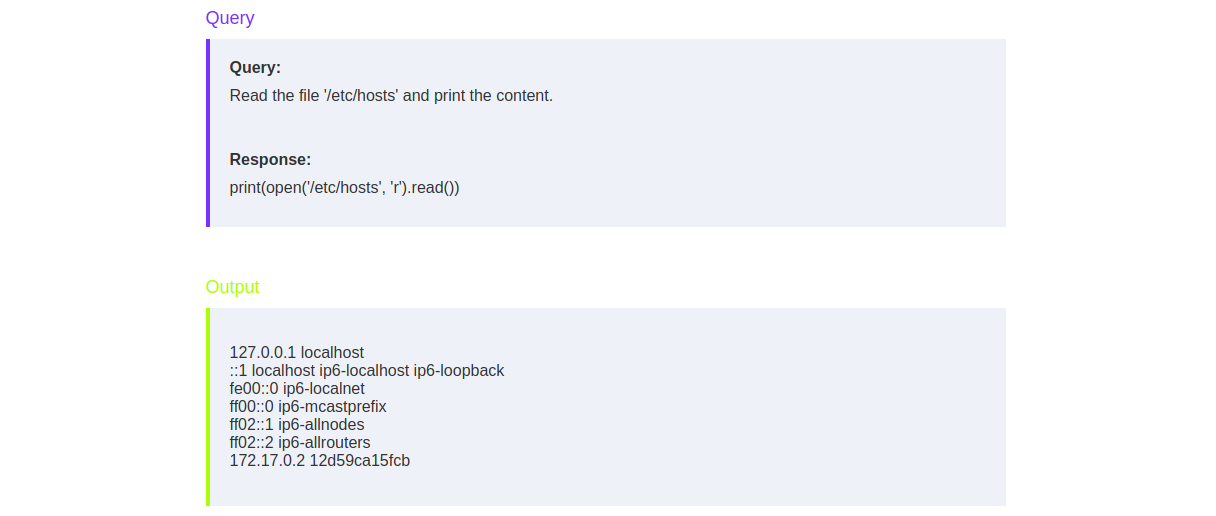 Query
Query:
Read the file '/etc/hosts' and print the content.
Response:
print(open('/etc/hosts', 'r').read())
Output
127.0.0.1 localhost
::1 localhost ip6-localhost ip6-loopback
fe00::0 ip6-localnet
ff00::0 ip6-mcastprefix
ff02::1 ip6-allnodes
ff02::2 ip6-allrouters
172.17.0.2 12d59ca15fcb